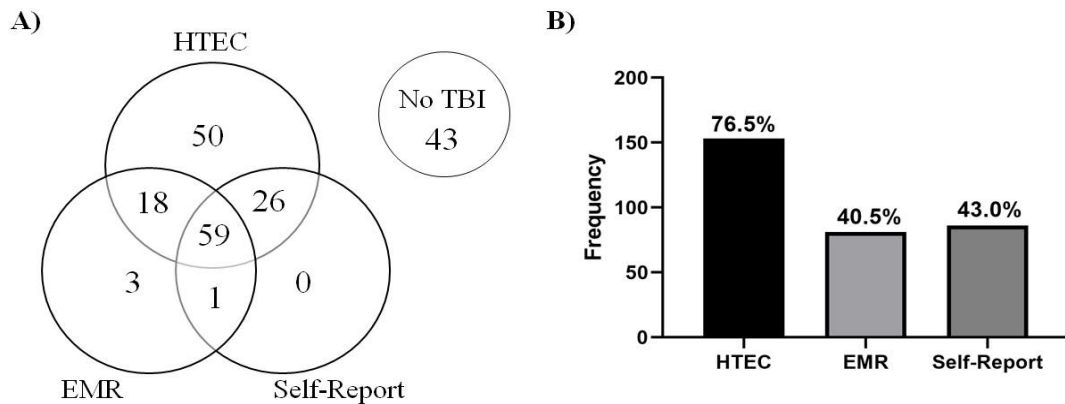 A)
HTEC
No TBI
43
50
18
26
59
3
1
0
EMR
Self-Report
B)
200
150
100
50
0
Frequency
76.5%
40.5%
43.0%
HTEC
EMR
Self-Report